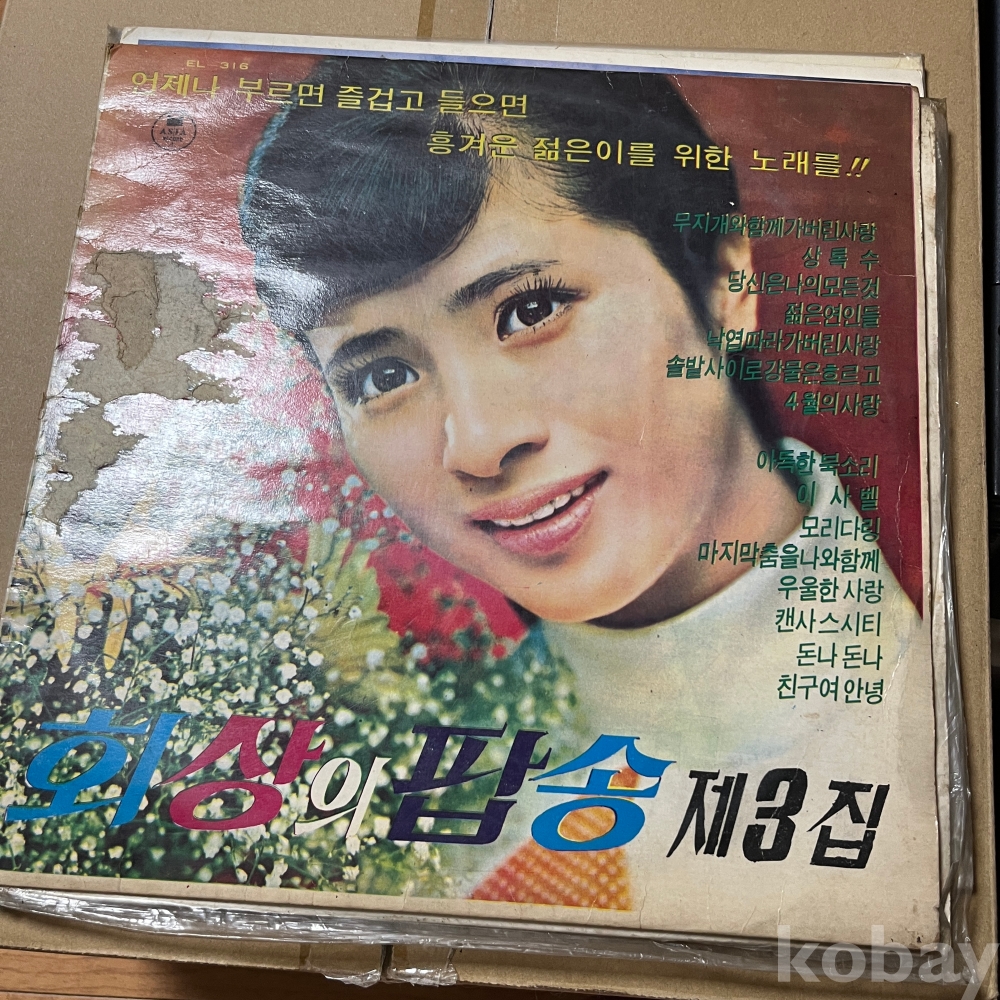 EL-316
언제나 부르면 즐겁고 들으면
ASIA
흥겨운 젊은이를 위한 노래를!!
무지개와함께가버린사랑
상록수
당신은나의모든것
젊은연인들
낙엽따라가버린사랑
솔밭사이로강물은흐르고
4월의사랑
아득한북소리
이사벨
모리다링
마지막춤을나와함께
우울한사랑
캔사스시티
돈나돈나
친구여안녕
회상의팝송 제3집
kobay